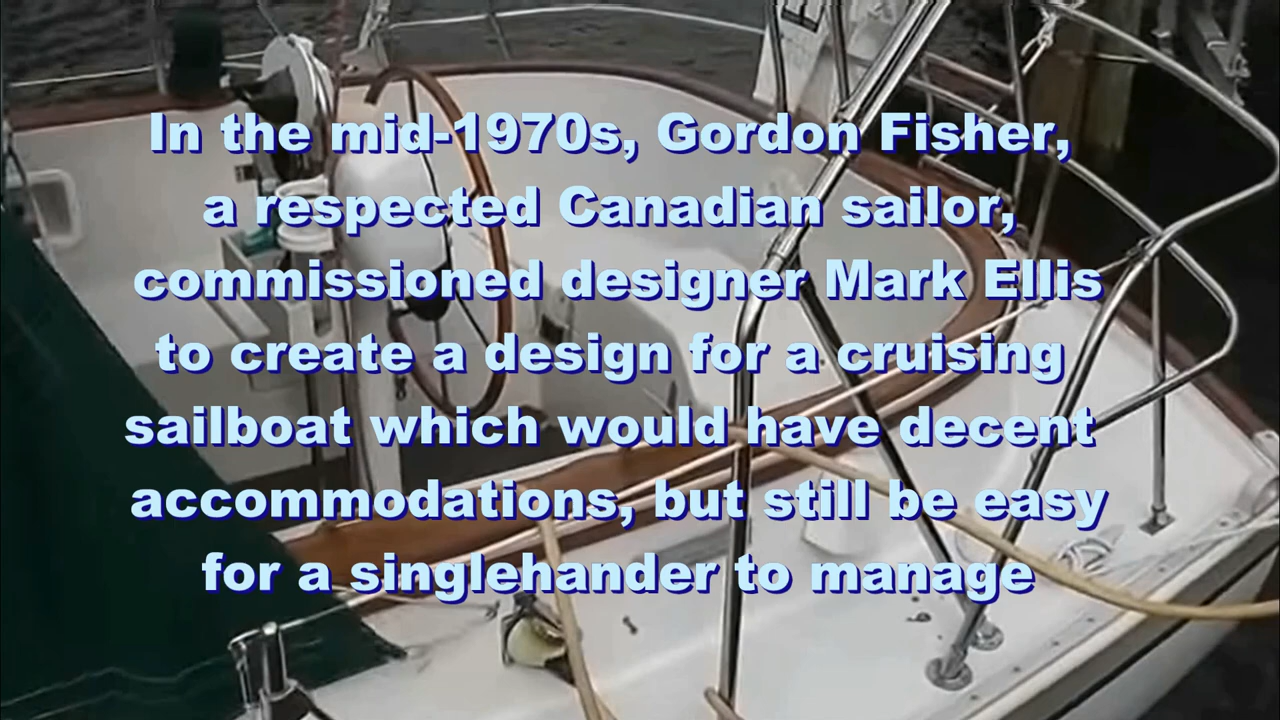 In the mid-1970s, Gordon Fisher,
a respected Canadian sailor,
commissioned designer Mark Ellis
to create a design for a cruising
sailboat which would have decent
accommodations, but still be easy
for a singlehander to manage